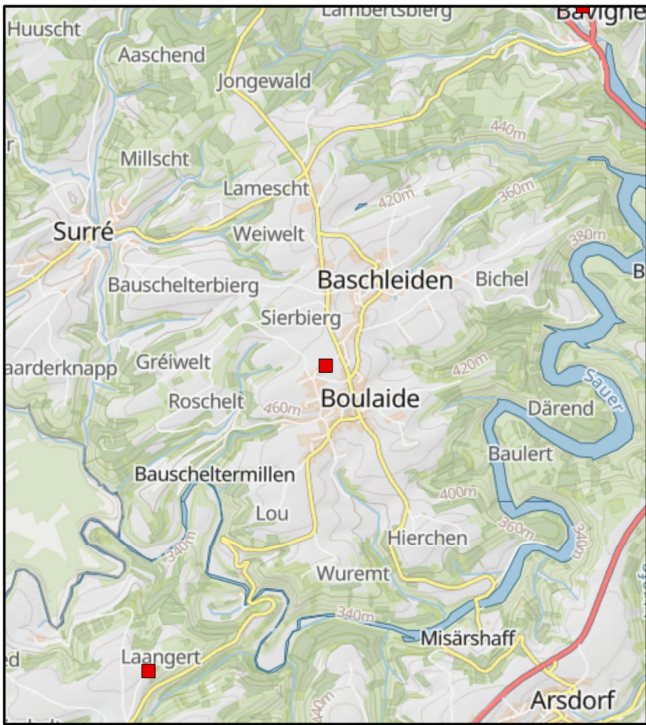 Lambertsbierg
Bavigne
Huuscht
Aaschend
Jongewald
440m
Millscht
Lamescht
420m
360m
Surré
Weiwelt
380m
Baschleiden
Bichel
Bauschelterbierg
Sierbierg
aarderknapp
Gréiwelt
420m
Sauer
Roschelt
460m
Boulaide
Därend
Baulert
Bauscheltermillen
400m
Lou
360m
340m
340m
Hierchen
Wuremt
340m
Misärshaff
Laangert
Arsdorf